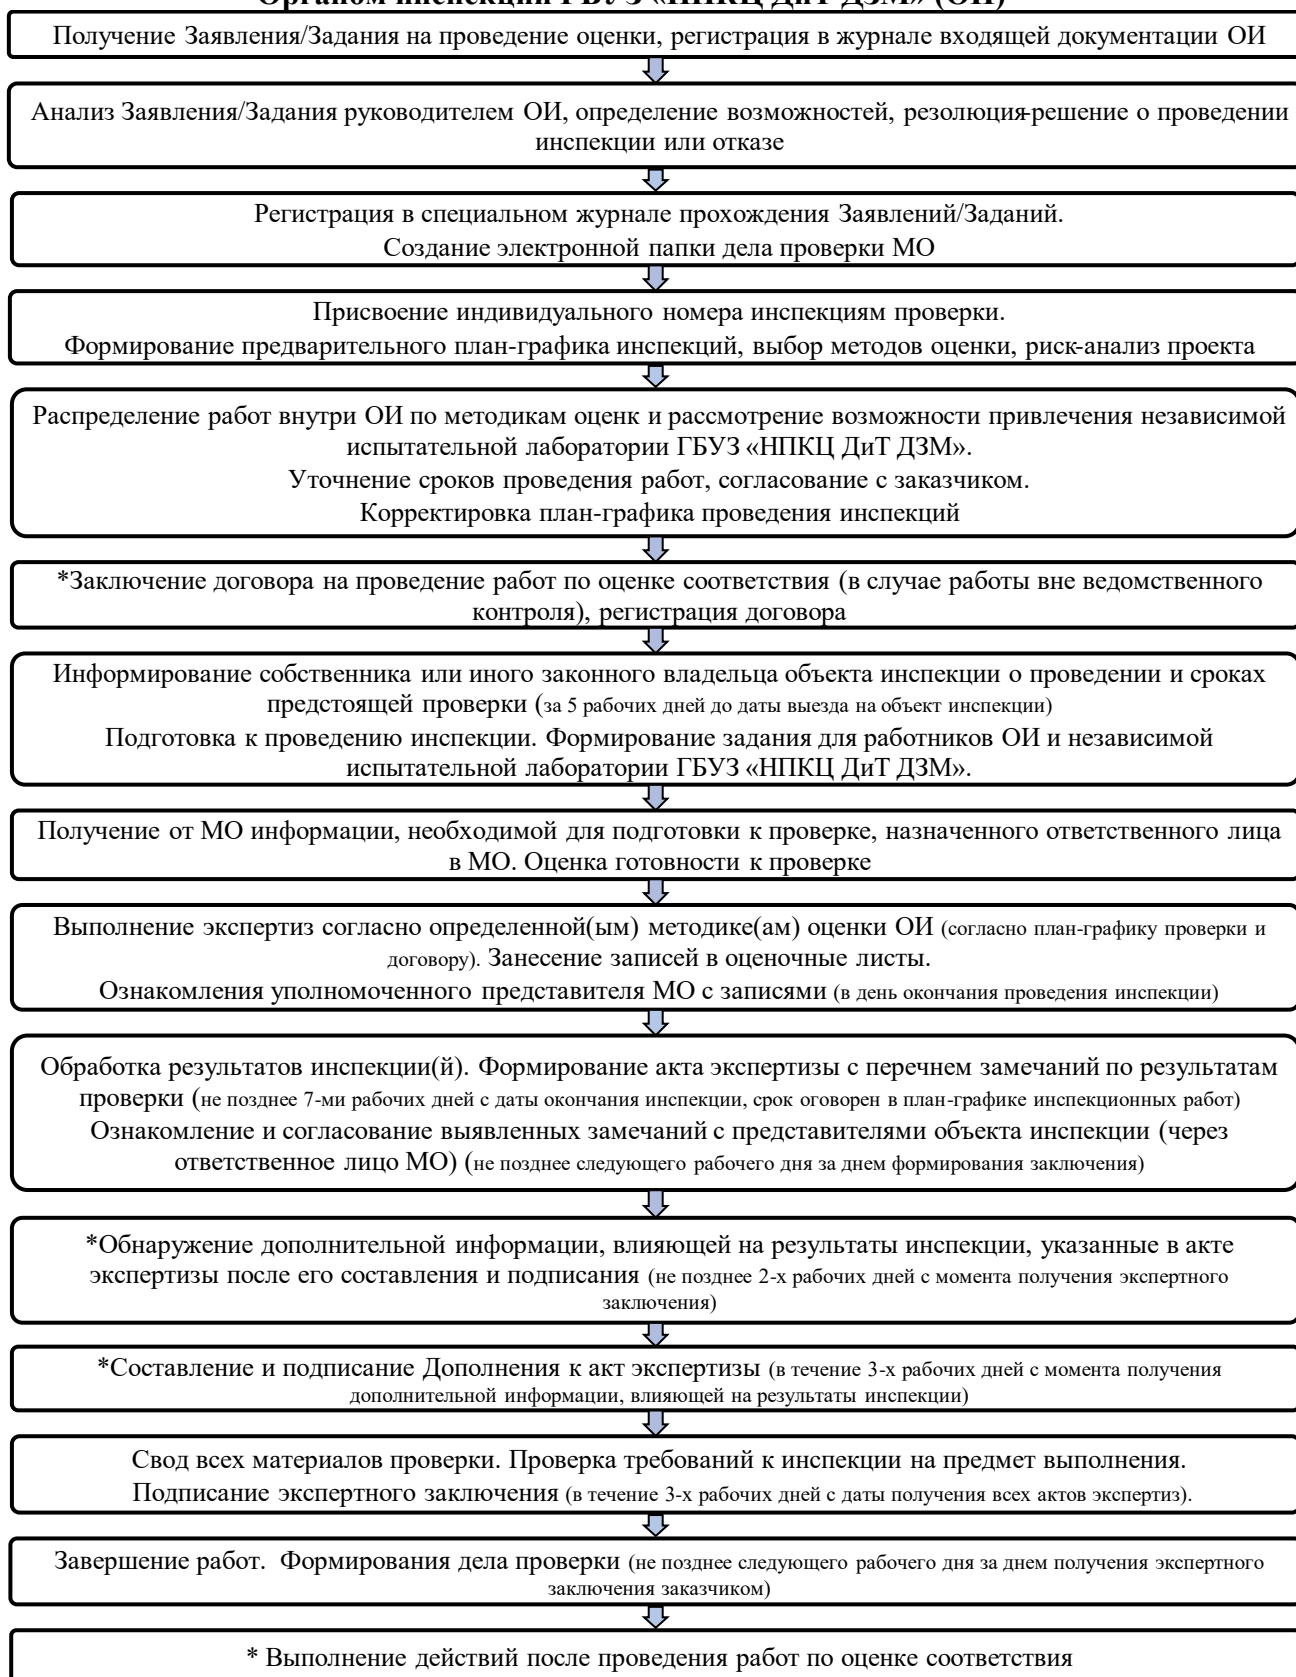 Органом инспекции ГБУЗ «НПКЦ ДиТ ДЗМ» (ОИ)
Получение Заявления/Задания на проведение оценки, регистрация в журнале входящей документации ОИ
Анализ Заявления/Задания руководителем ОИ, определение возможностей, резолюция-решение о проведении
инспекции или отказе
Регистрация в специальном журнале прохождения Заявлений/Заданий.
Создание электронной папки дела проверки МО
Присвоение индивидуального номера инспекциям проверки.
Формирование предварительного план-графика инспекций, выбор методов оценки, риск-анализ проекта
Распределение работ внутри ОИ по методикам оценк и рассмотрение возможности привлечения независимой
испытательной лаборатории ГБУЗ «НПКЦ ДиТ ДЗМ».
Уточнение сроков проведения работ, согласование с заказчиком.
Корректировка план-графика проведения инспекций
*Заключение договора на проведение работ по оценке соответствия (в случае работы вне ведомственного
контроля), регистрация договора
Информирование собственника или иного законного владельца объекта инспекции о проведении и сроках
предстоящей проверки (за 5 рабочих дней до даты выезда на объект инспекции)
Подготовка к проведению инспекции. Формирование задания для работников ОИ и независимой
испытательной лаборатории ГБУЗ «НПКЦ ДиТ ДЗМ».
Получение от МО информации, необходимой для подготовки к проверке, назначенного ответственного лица
в МО. Оценка готовности к проверке
Выполнение экспертиз согласно определенной(ым) методике(ам) оценки ОИ (согласно план-графику проверки и
договору). Занесение записей в оценочные листы.
Ознакомления уполномоченного представителя МО с записями (в день окончания проведения инспекции)
Обработка результатов инспекции(й). Формирование акта экспертизы с перечнем замечаний по результатам
проверки (не позднее 7-ми рабочих дней с даты окончания инспекции, срок оговорен в план-графике инспекционных работ)
Ознакомление и согласование выявленных замечаний с представителями объекта инспекции (через
ответственное лицо МО) (не позднее следующего рабочего дня за днем формирования заключения)
*Обнаружение дополнительной информации, влияющей на результаты инспекции, указанные в акте
экспертизы после его составления и подписания (не позднее 2-х рабочих дней с момента получения экспертного
заключения)
*Составление и подписание Дополнения к акт экспертизы (в течение 3-х рабочих дней с момента получения
дополнительной информации, влияющей на результаты инспекции)
Свод всех материалов проверки. Проверка требований к инспекции на предмет выполнения.
Подписание экспертного заключения (в течение 3-х рабочих дней с даты получения всех актов экспертиз).
Завершение работ. Формирования дела проверки (не позднее следующего рабочего дня за днем получения экспертного
заключения заказчиком)
* Выполнение действий после проведения работ по оценке соответствия